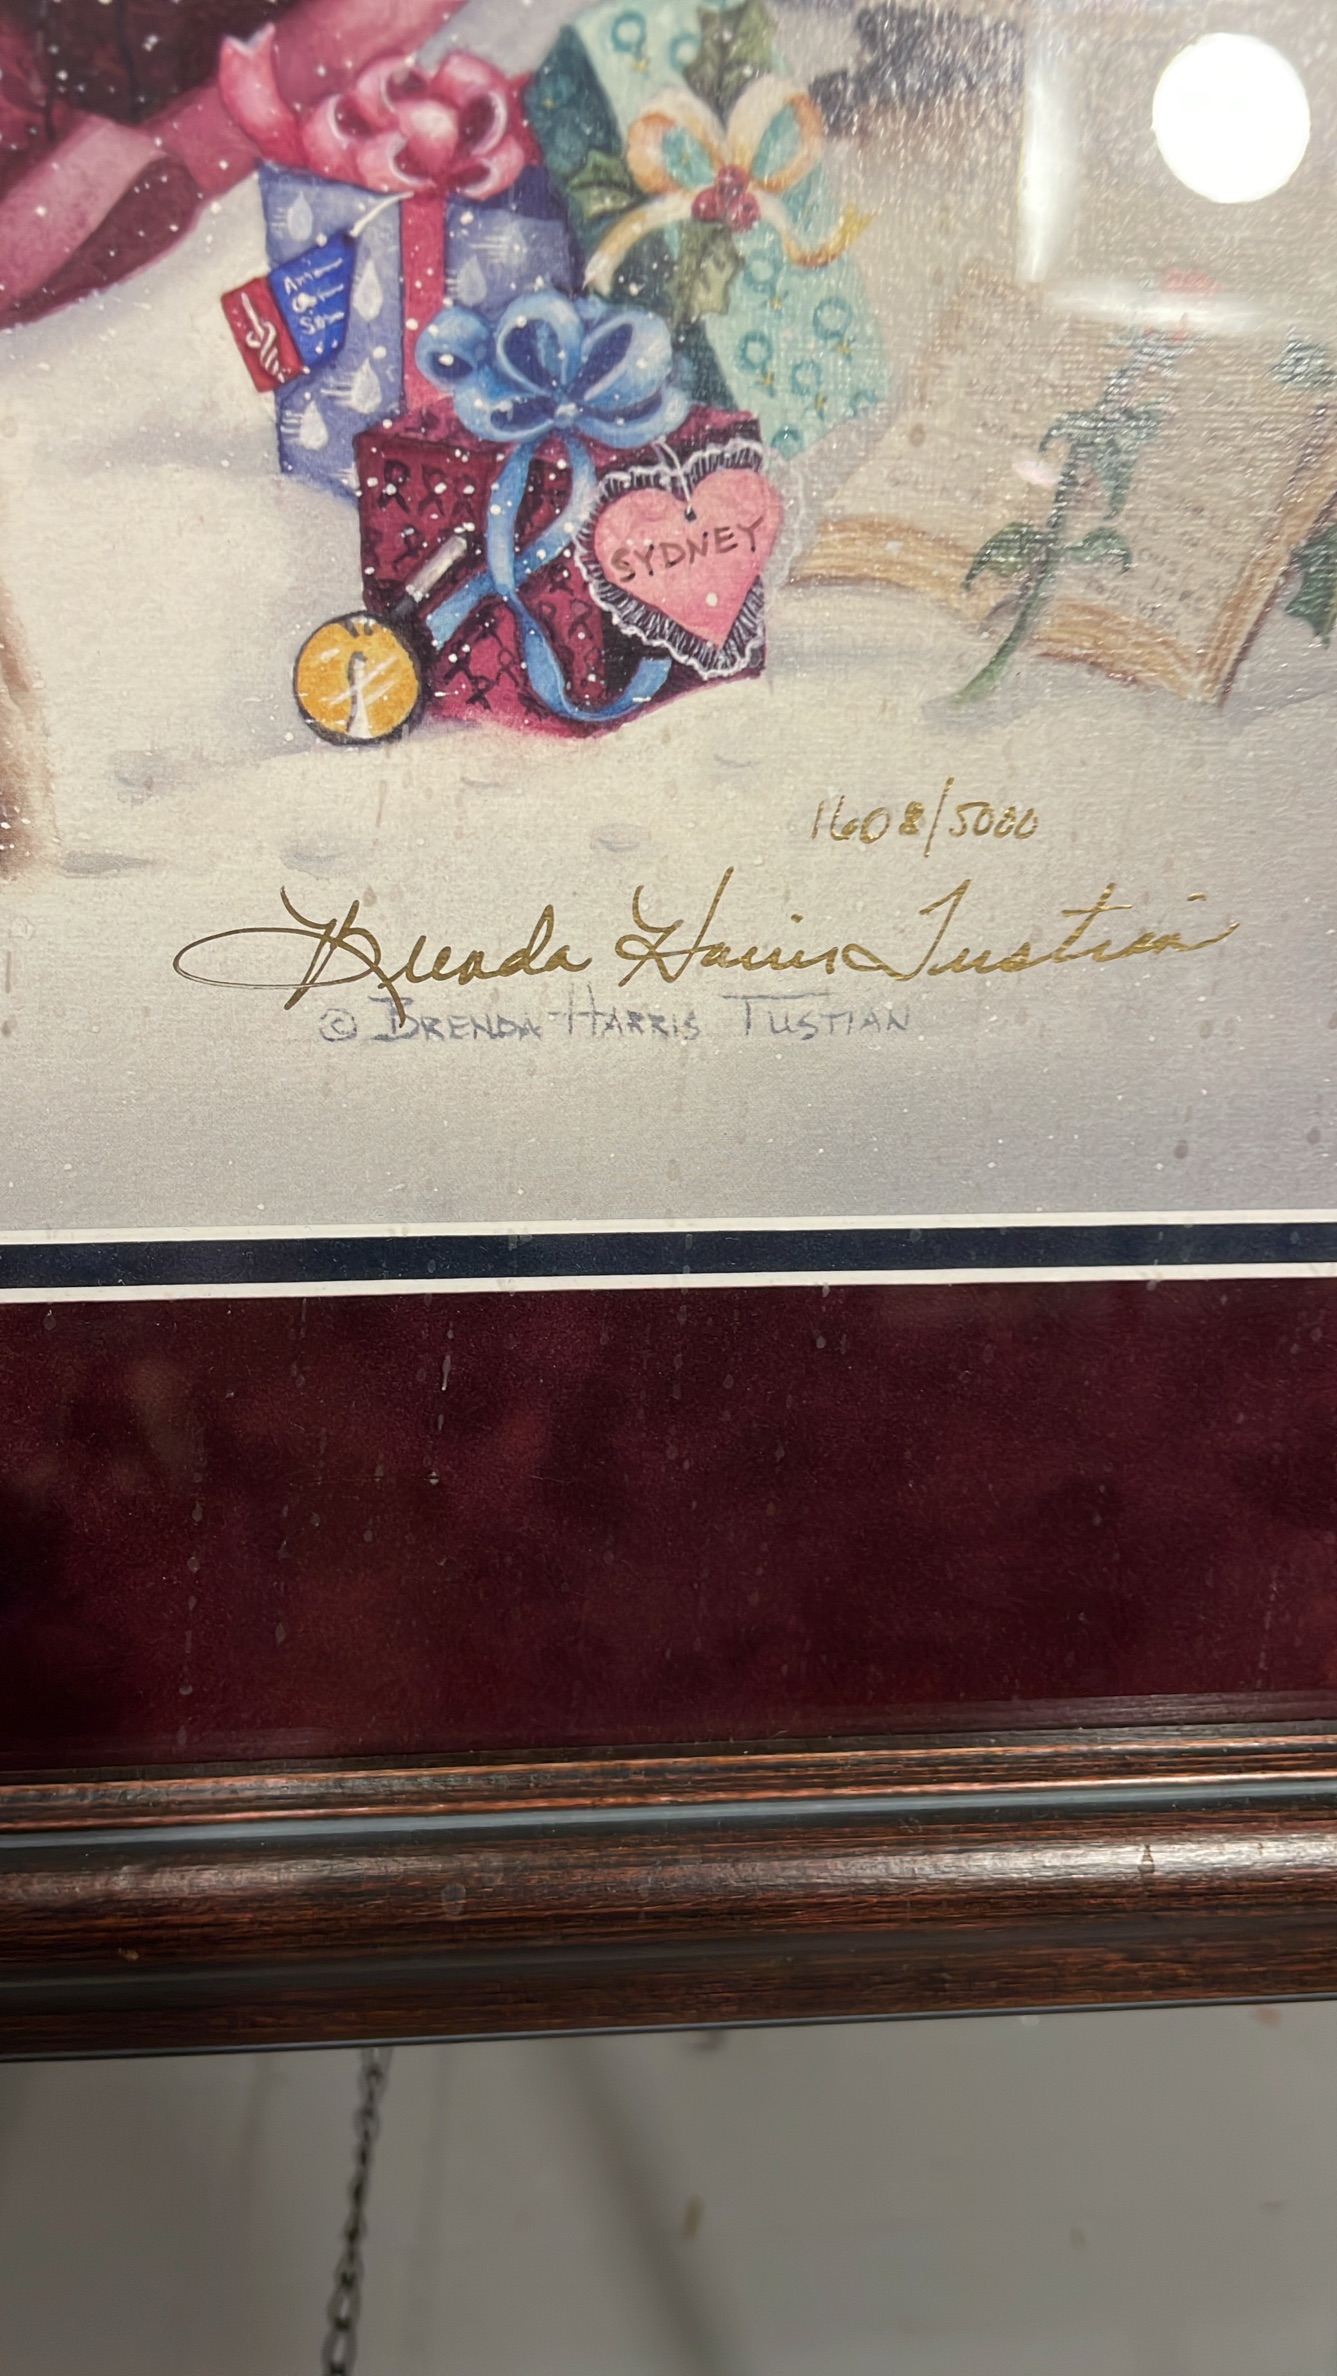 SYDNEY
1608/5000
Brenda Harris Tustian
© BRENDA HARRIS TUSTIAN